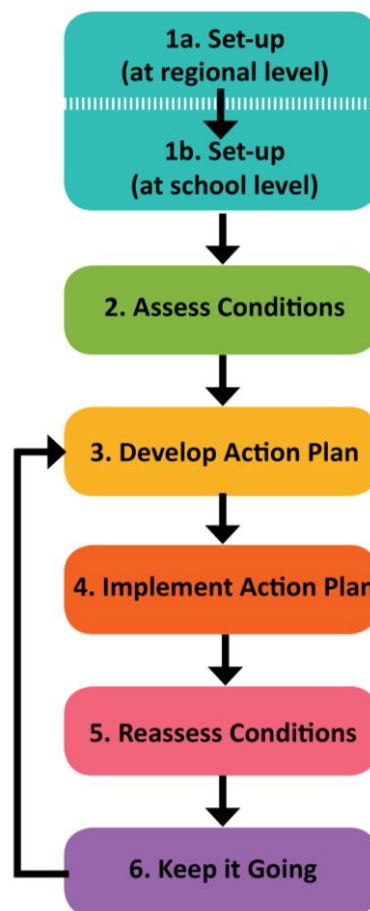 1a. Set-up
(at regional level)
1b. Set-up
(at school level)
2. Assess Conditions
3. Develop Action Plan
4. Implement Action Plan
5. Reassess Conditions
6. Keep it Going